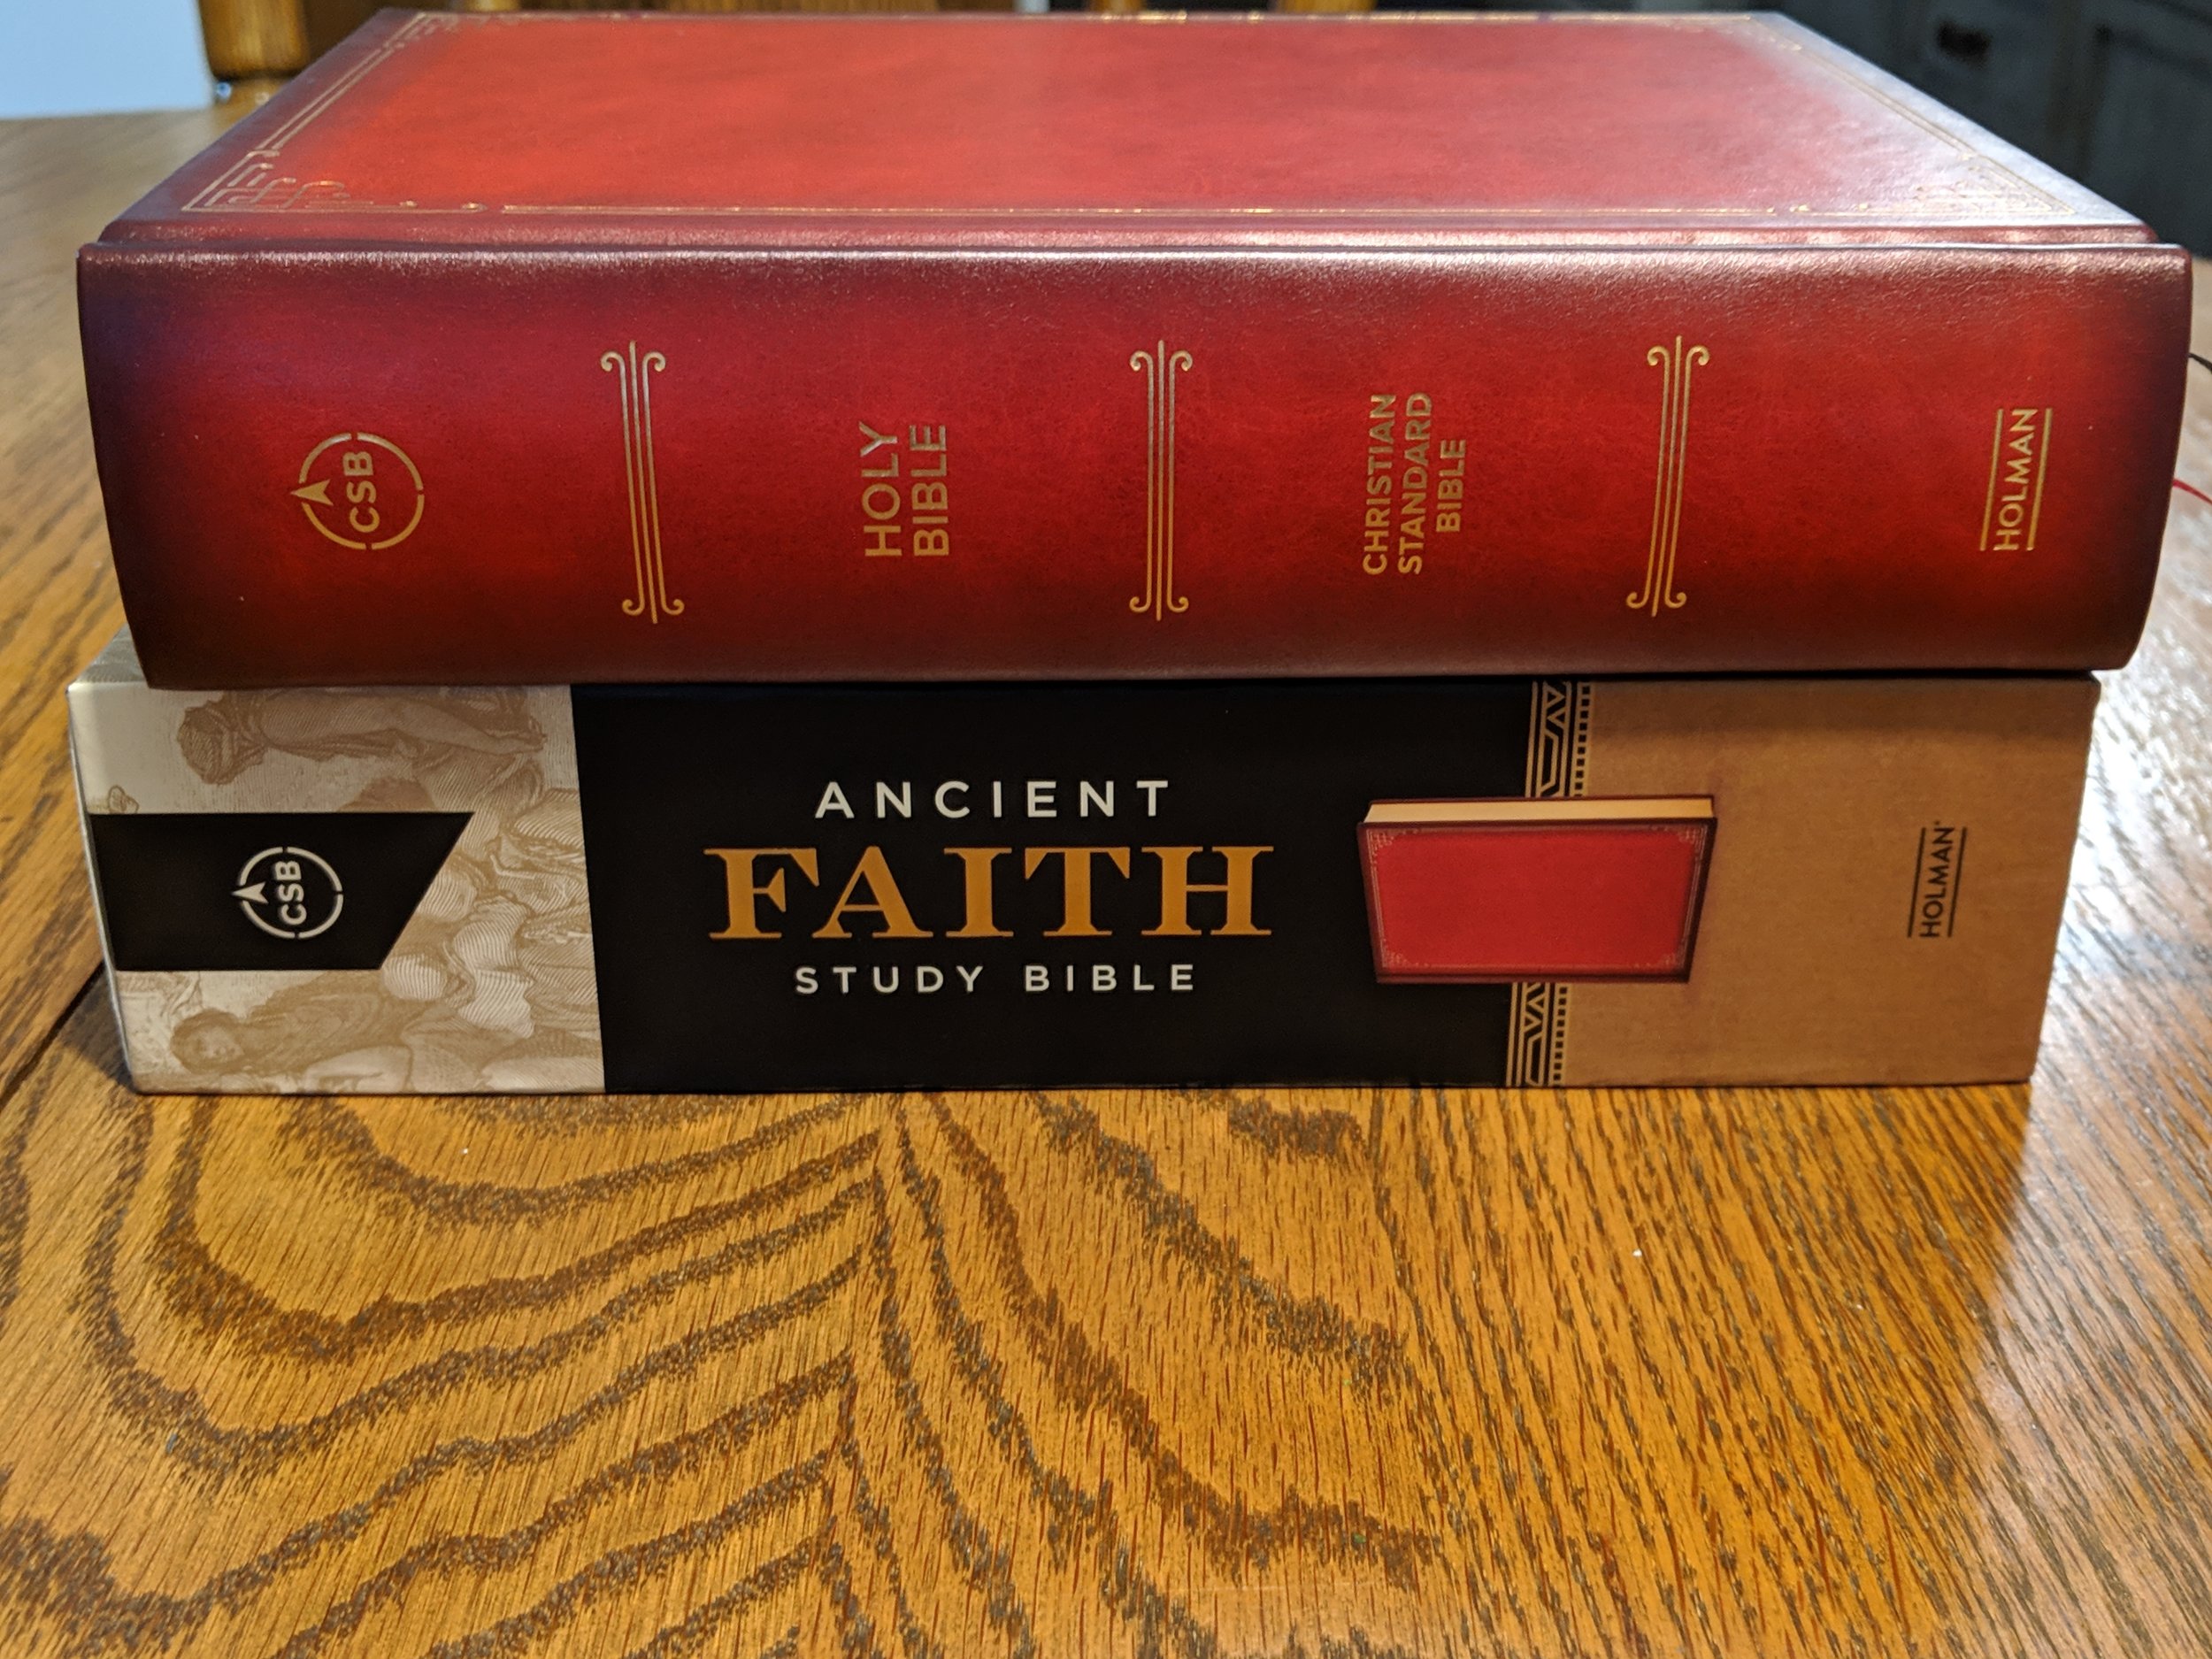 CSB
HOLY
BIBLE
CHRISTIAN
STANDARD
BIBLE
HOLMAN
CSB
ANCIENT
FAITH
STUDY BIBLE
HOLMAN®